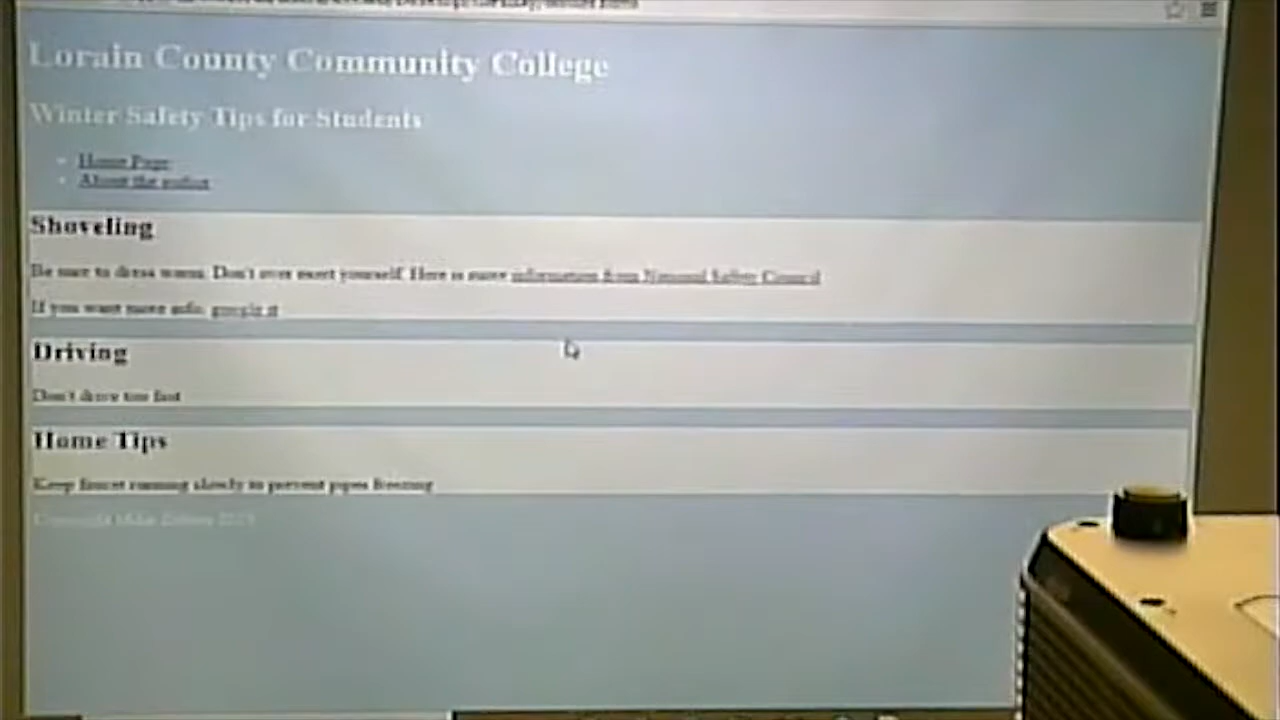 Lorain County Community College
Winter Safety Tips for Students
Home Page
About the author
Shoveling
Be sure to dress warm. Don't over exert yourself. Here is more information from National Safety Council
If you want more info, google it
Driving
Don't drive too fast
Home Tips
Keep faucet running slowly to prevent pipes freezing
Copyright